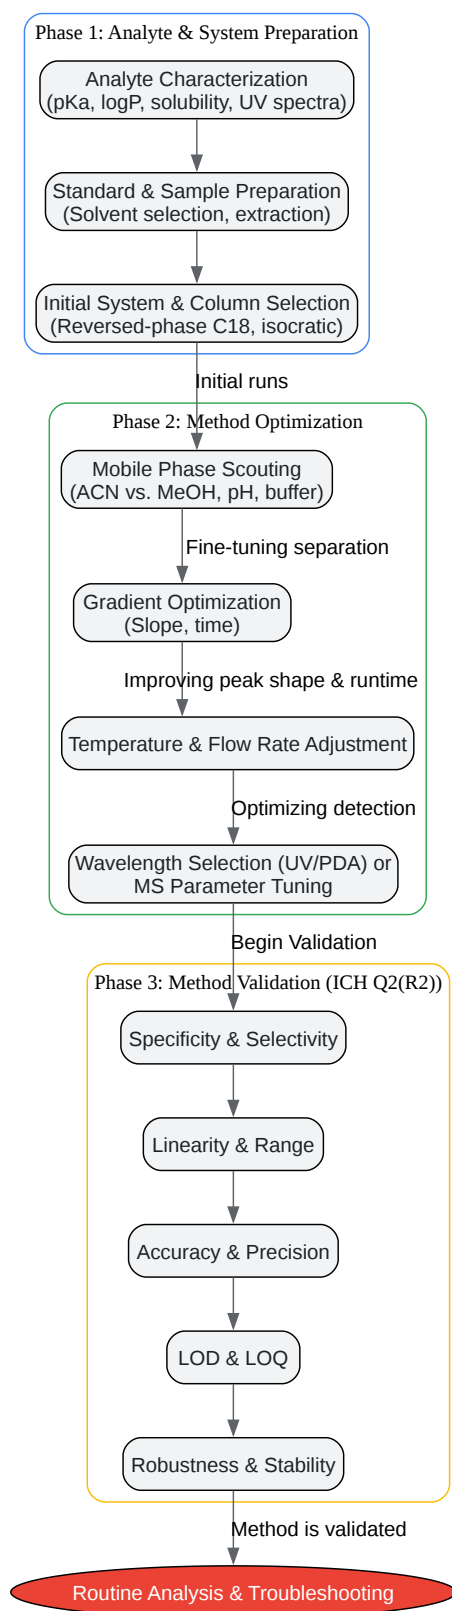 Phase 1: Analyte & System Preparation
Analyte Characterization
(pKa, logP, solubility, UV spectra)
Standard & Sample Preparation
(Solvent selection, extraction)
Initial System & Column Selection
(Reversed-phase C18, isocratic)
Initial runs
Phase 2: Method Optimization
Mobile Phase Scouting
(ACN vs. MeOH, pH, buffer)
Fine-tuning separation
Gradient Optimization
(Slope, time)
Improving peak shape & runtime
Temperature & Flow Rate Adjustment
Optimizing detection
Wavelength Selection (UV/PDA) or
MS Parameter Tuning
Begin Validation
Phase 3: Method Validation (ICH Q2(R2))
Specificity & Selectivity
Linearity & Range
Accuracy & Precision
LOD & LOQ
Robustness & Stability
Method is validated
Routine Analysis & Troubleshooting